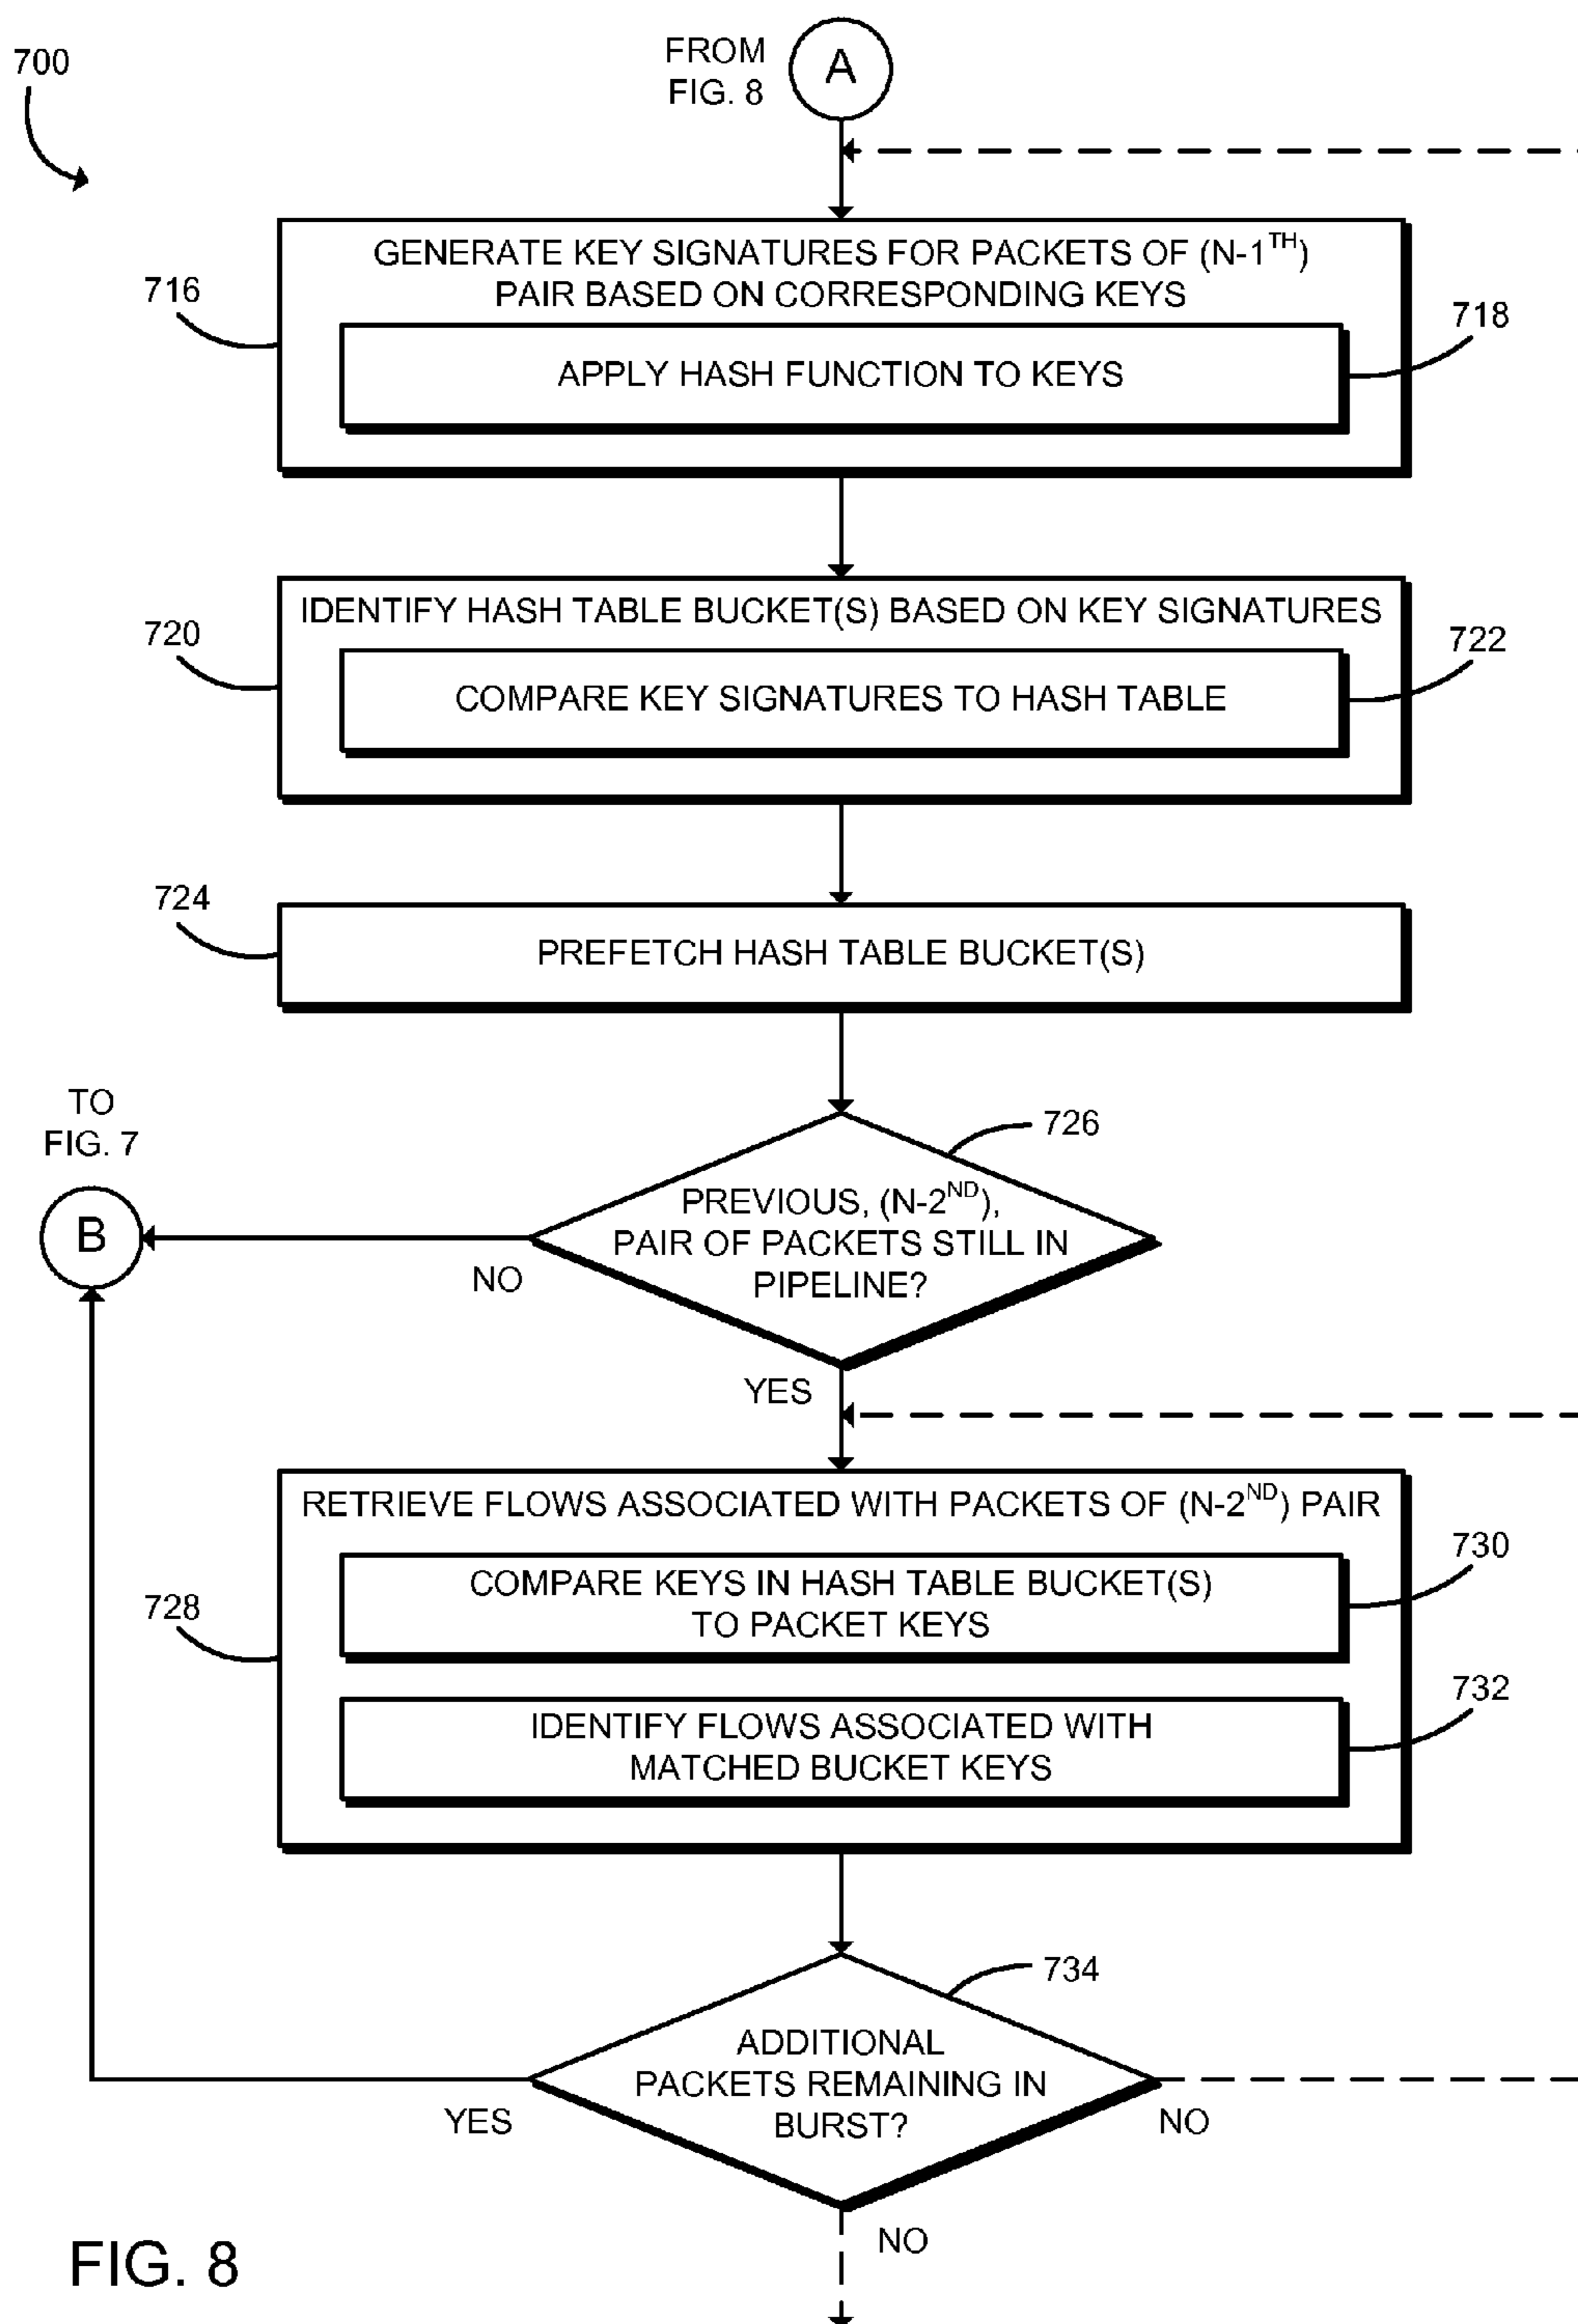 700
FROM
FIG. 8
A
GENERATE KEY SIGNATURES FOR PACKETS OF (N-1TH)
PAIR BASED ON CORRESPONDING KEYS
716
718
APPLY HASH FUNCTION TO KEYS
IDENTIFY HASH TABLE BUCKET(S) BASED ON KEY SIGNATURES
720
722
COMPARE KEY SIGNATURES TO HASH TABLE
724
PREFETCH HASH TABLE BUCKET(S)
TO
FIG. 7
B
726
PREVIOUS, (N-2ND),
PAIR OF PACKETS STILL IN
PIPELINE?
NO
YES
RETRIEVE FLOWS ASSOCIATED WITH PACKETS OF (N-2ND) PAIR
730
COMPARE KEYS IN HASH TABLE BUCKET(S)
TO PACKET KEYS
728
732
IDENTIFY FLOWS ASSOCIATED WITH
MATCHED BUCKET KEYS
734
ADDITIONAL
PACKETS REMAINING IN
BURST?
YES
NO
NO
FIG. 8